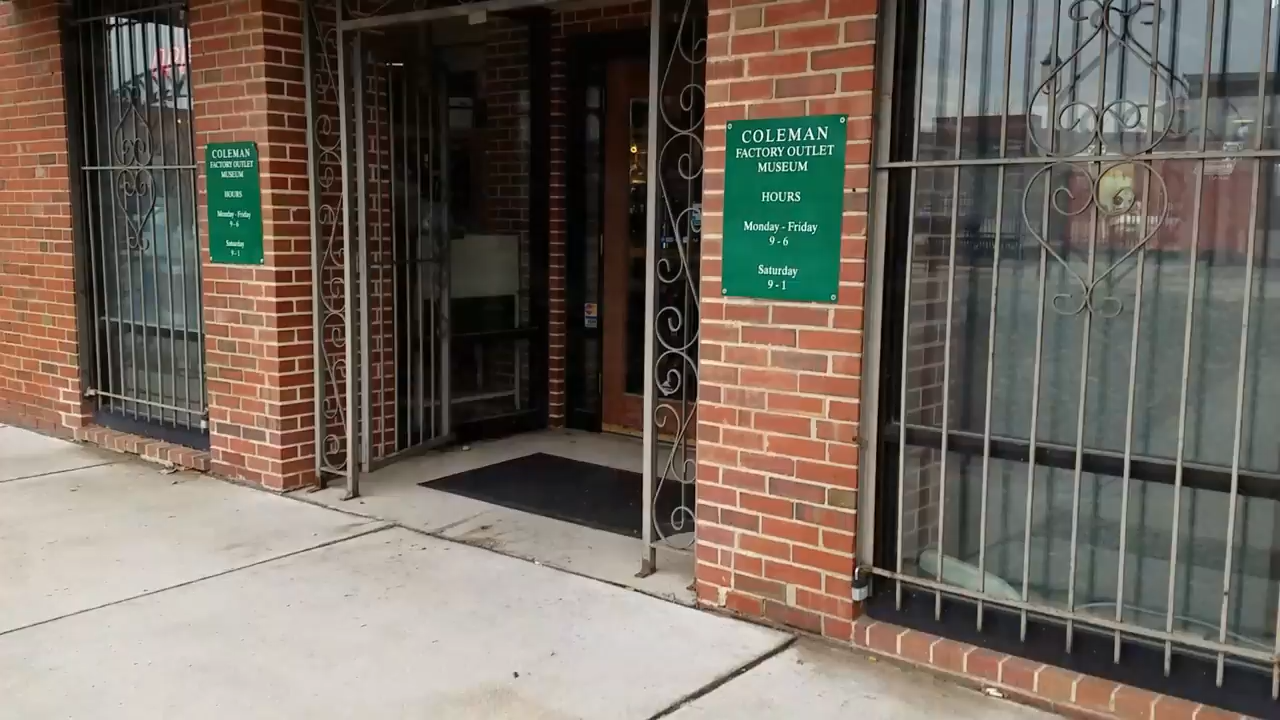 COLEMAN
FACTORY OUTLET
MUSEUM
HOURS
Monday - Friday
9 - 6
Saturday
9 - 1
COLEMAN
FACTORY OUTLET
MUSEUM
HOURS
Monday - Friday
9 - 6
Saturday
9 - 1